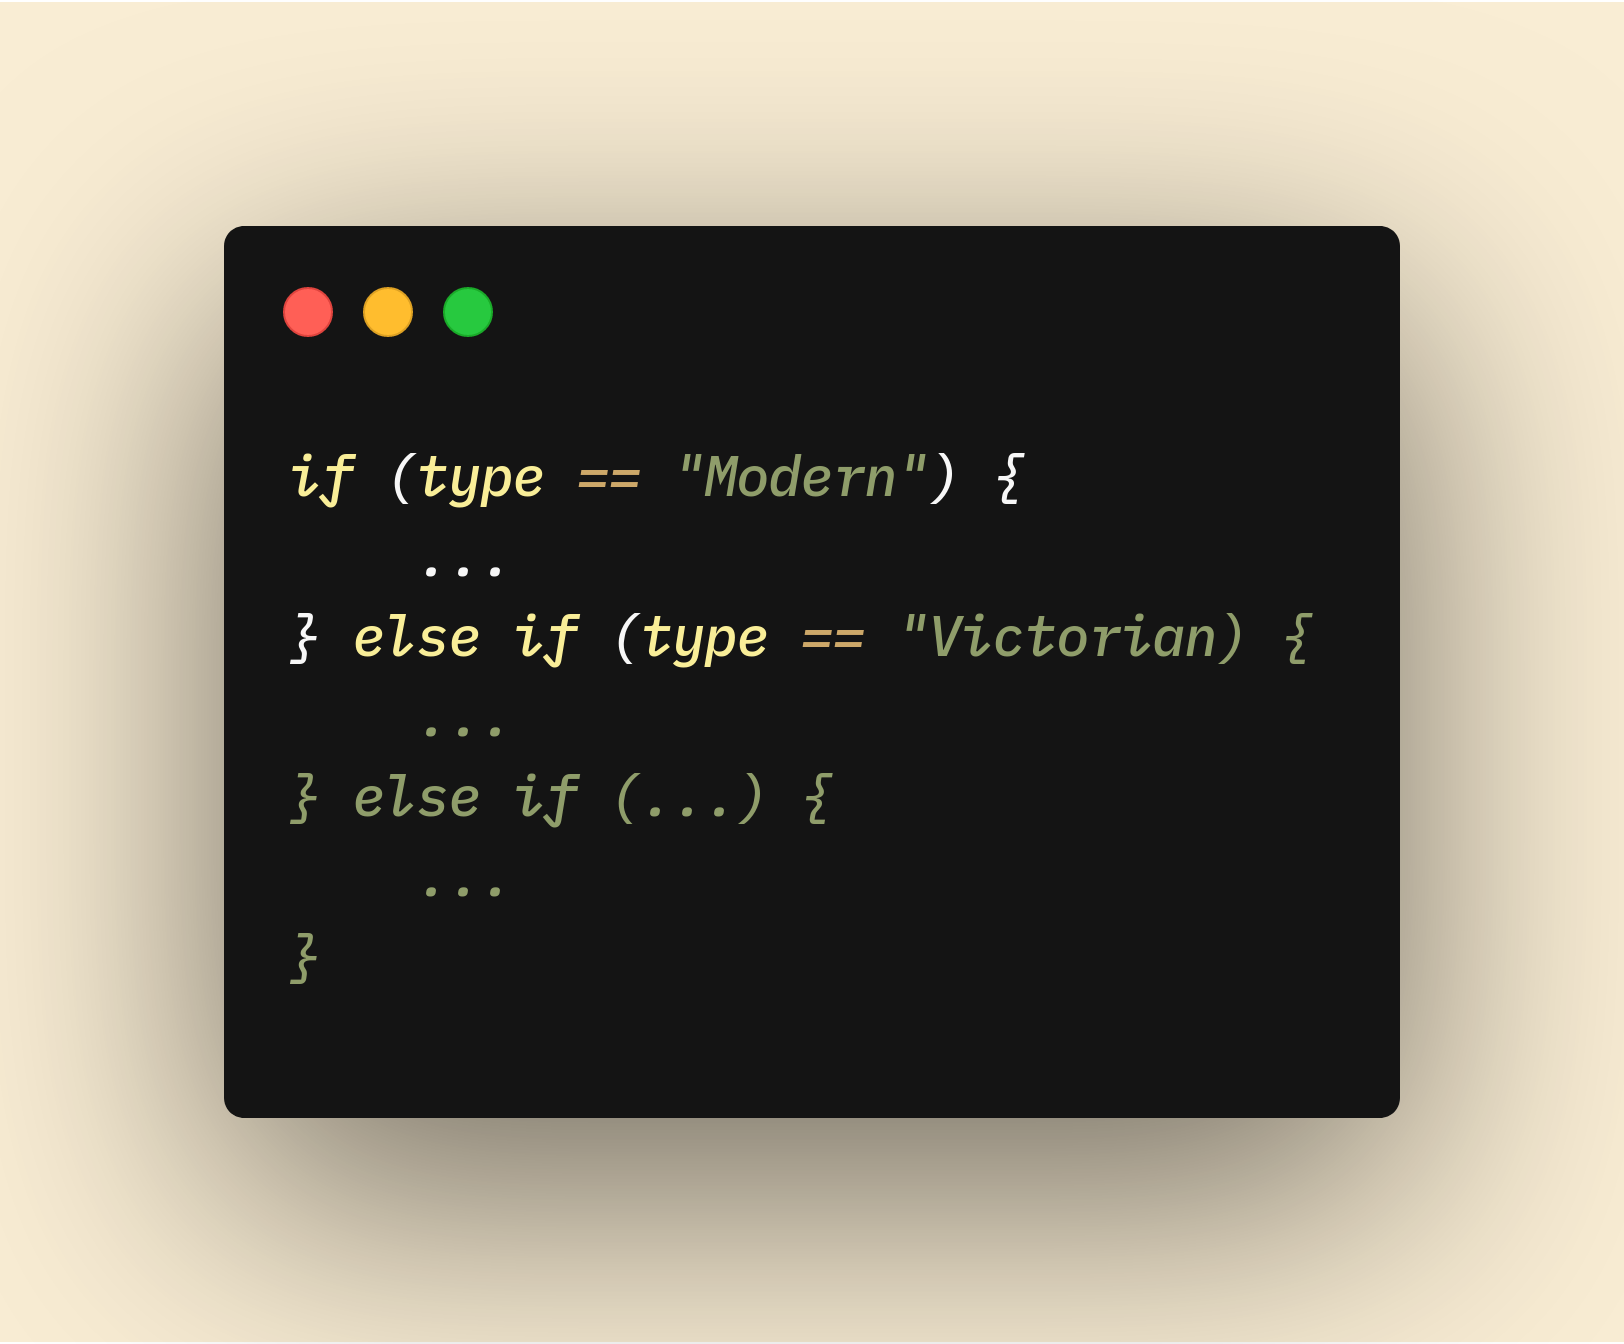 if (type == "Modern") {
    ...
} else if (type == "Victorian) {
    ...
} else if (...) {
    ...
}